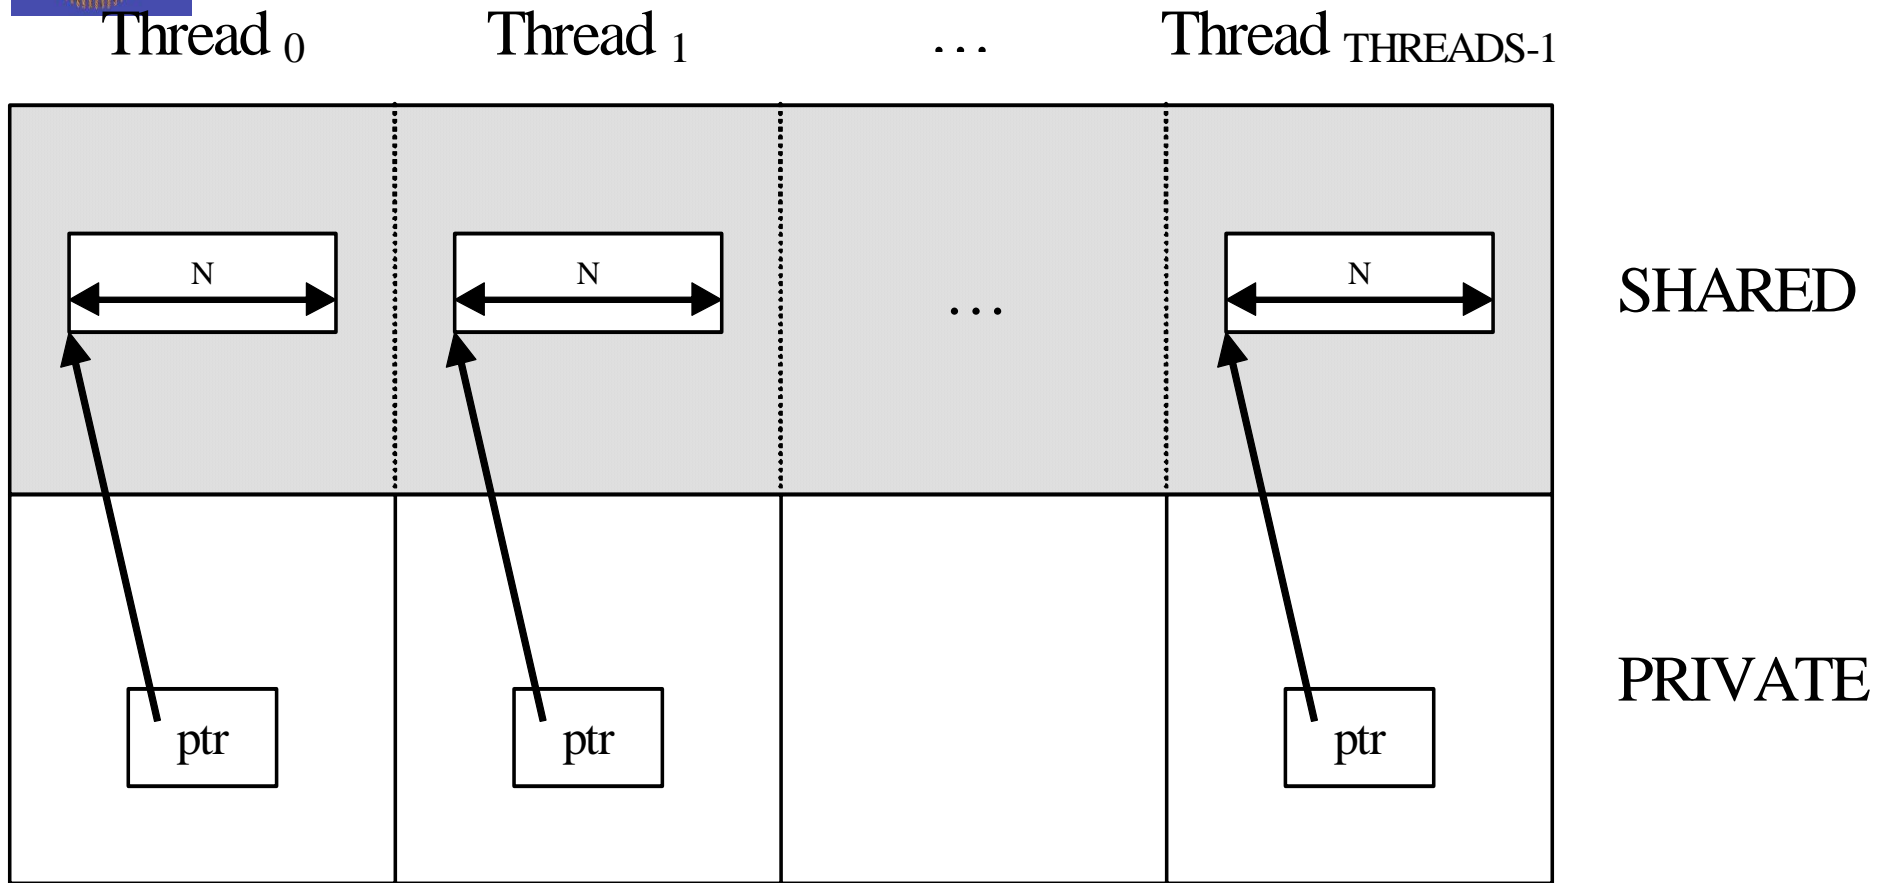 Thread 0 Thread 1 ... Thread THREADS-1
N N ... N SHARED
ptr ptr ptr PRIVATE